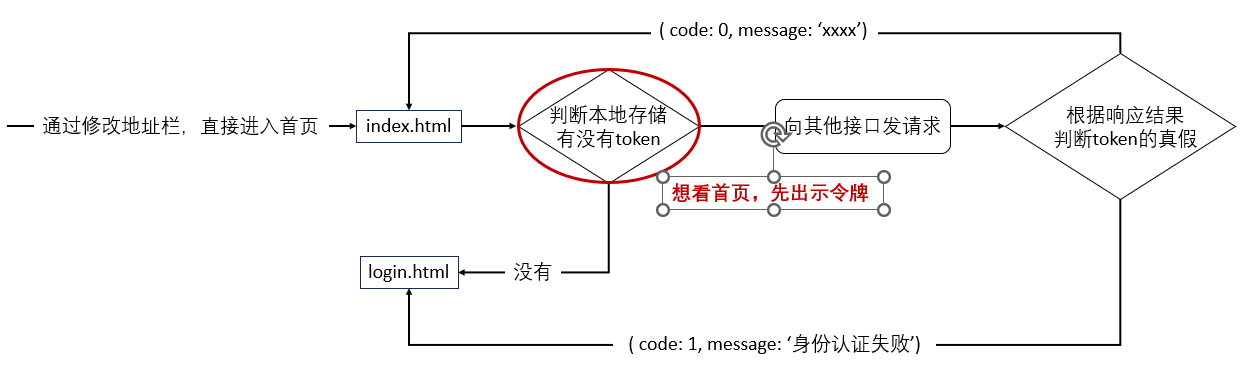 ( code: 0, message: ‘xxxx’)
通过修改地址栏，直接进入首页
index.html
判断本地存储
有没有token
向其他接口发请求
根据响应结果
判断token的真假
想看首页，先出示令牌
login.html
没有
( code: 1, message: ‘身份认证失败’)